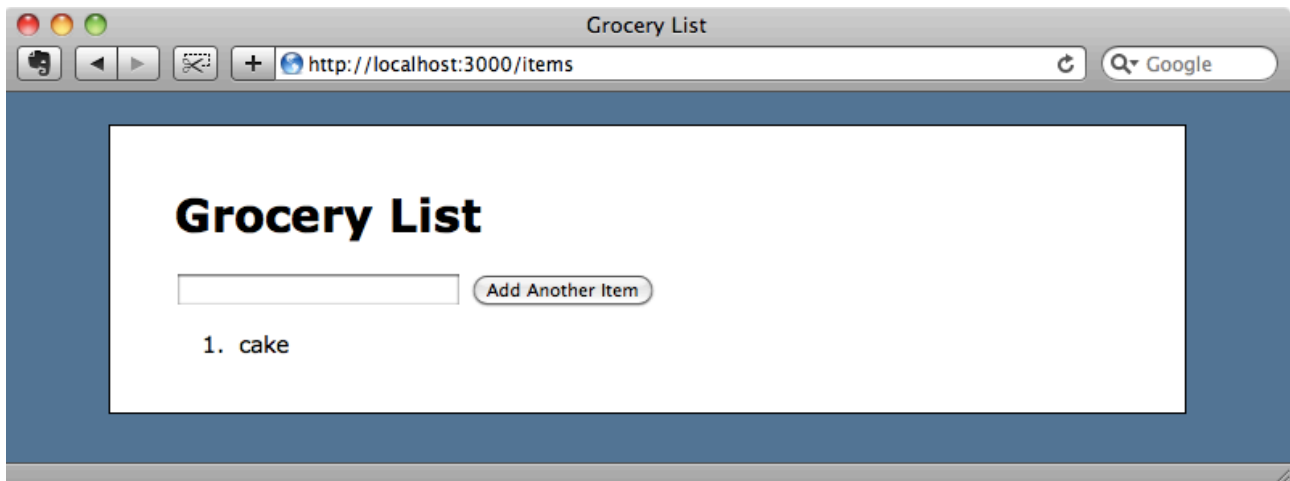 Grocery List
http://localhost:3000/items
Google
Grocery List
Add Another Item
1. cake